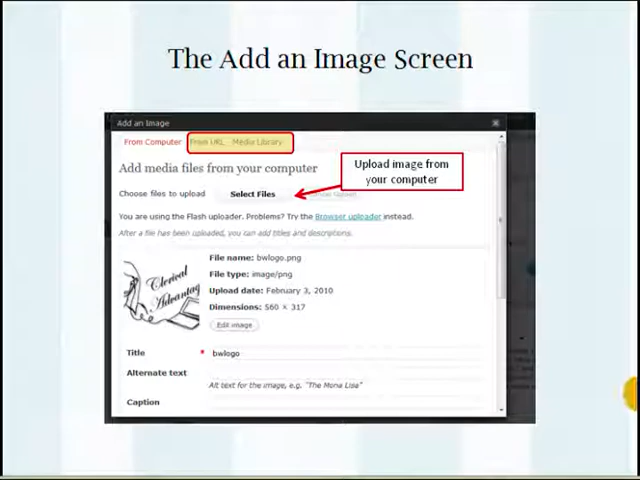 The Add an Image Screen
Add an Image
From Computer From URL Media Library
Add media files from your computer
Upload image from
your computer
Choose files to upload Select Files
You are using the Flash uploader. Problems? Try the Browser uploader instead.
After a file has been uploaded, you can add titles and descriptions.
Clerical
Advantag
File name: bwlogo.png
File type: image/png
Upload date: February 3, 2010
Dimensions: 560 × 317
Edit image
Title * bwlogo
Alternate text
Alt text for the image, e.g. "The Mona Lisa"
Caption